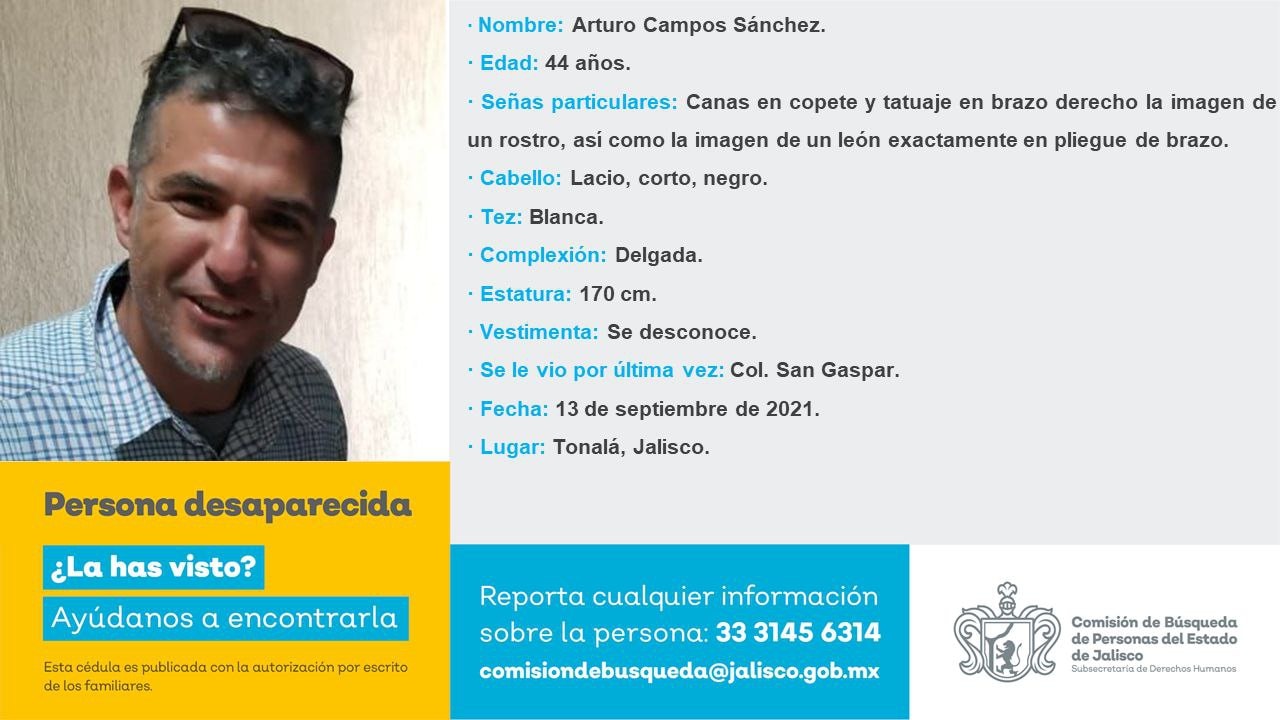 · Nombre: Arturo Campos Sánchez.
· Edad: 44 años.
· Señas particulares: Canas en copete y tatuaje en brazo derecho la imagen de
un rostro, así como la imagen de un león exactamente en pliegue de brazo.
· Cabello: Lacio, corto, negro.
· Tez: Blanca.
· Complexión: Delgada.
· Estatura: 170 cm.
· Vestimenta: Se desconoce.
· Se le vio por última vez: Col. San Gaspar.
· Fecha: 13 de septiembre de 2021.
· Lugar: Tonalá, Jalisco.
Persona desaparecida
¿La has visto?
Ayúdanos a encontrarla
Esta cédula es publicada con la autorización por escrito
de los familiares.
Reporta cualquier información
sobre la persona: 33 3145 6314
comisiondebusqueda@jalisco.gob.mx
Comisión de Búsqueda
de Personas del Estado
de Jalisco
Subsecretaría de Derechos Humanos